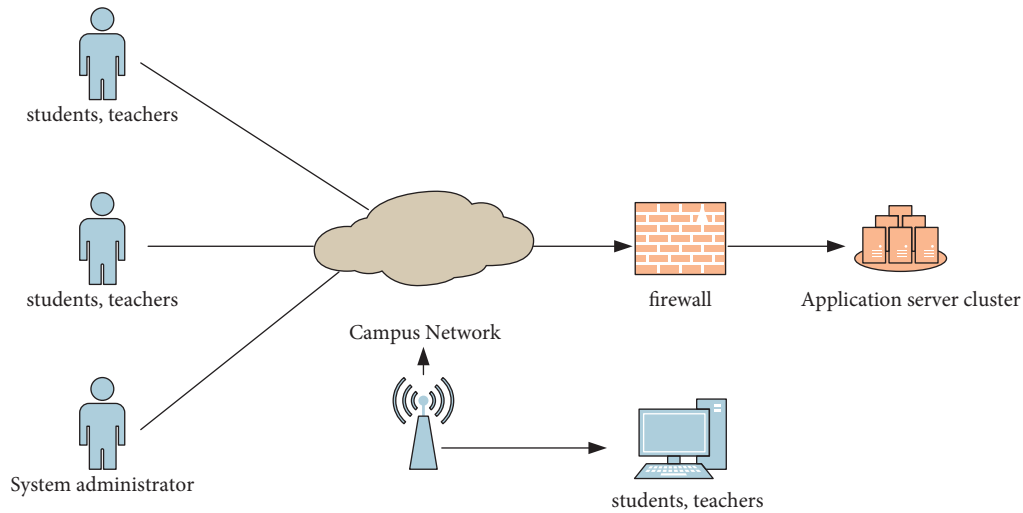 students, teachers
students, teachers
firewall
Application server cluster
Campus Network
System administrator
students, teachers